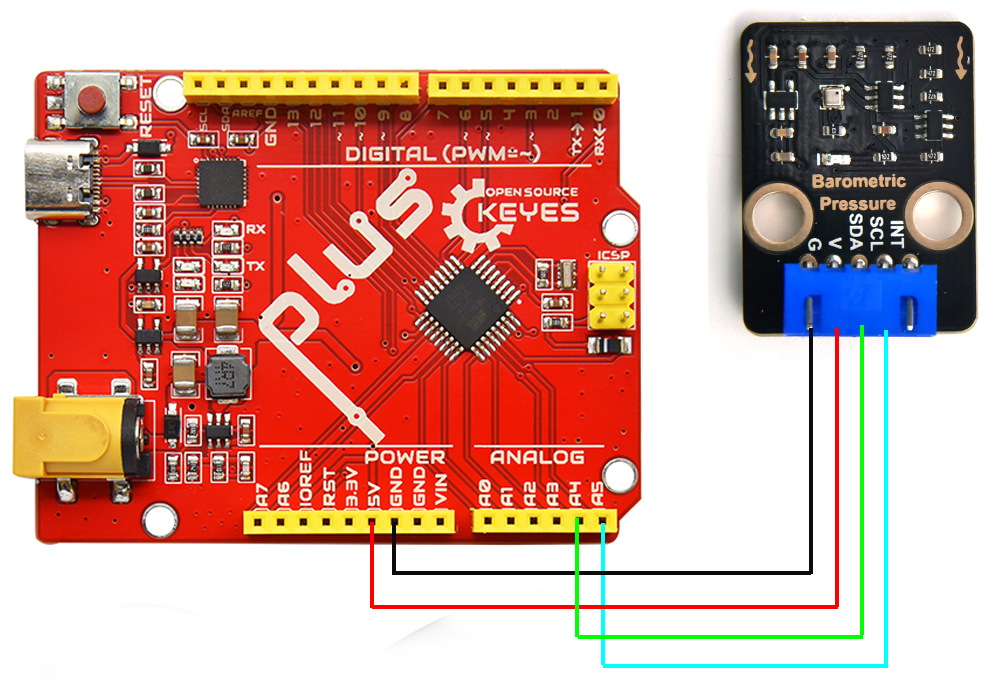 RESET
SCL
SDA
AREF
GND
13
12
~11
~10
~9
8
7
~6
~5
4
~3
2
TX→1
RX←0
DIGITAL (PWM=~)
RX
TX
OPEN SOURCE
KEYES
PLUS
ICSP
POWER
ANALOG
A7
A6
IOREF
RST
3.3V
5V
GND
GND
VIN
A0
A1
A2
A3
A4
A5
Barometric
Pressure
G
V
SDA
SCL
INT